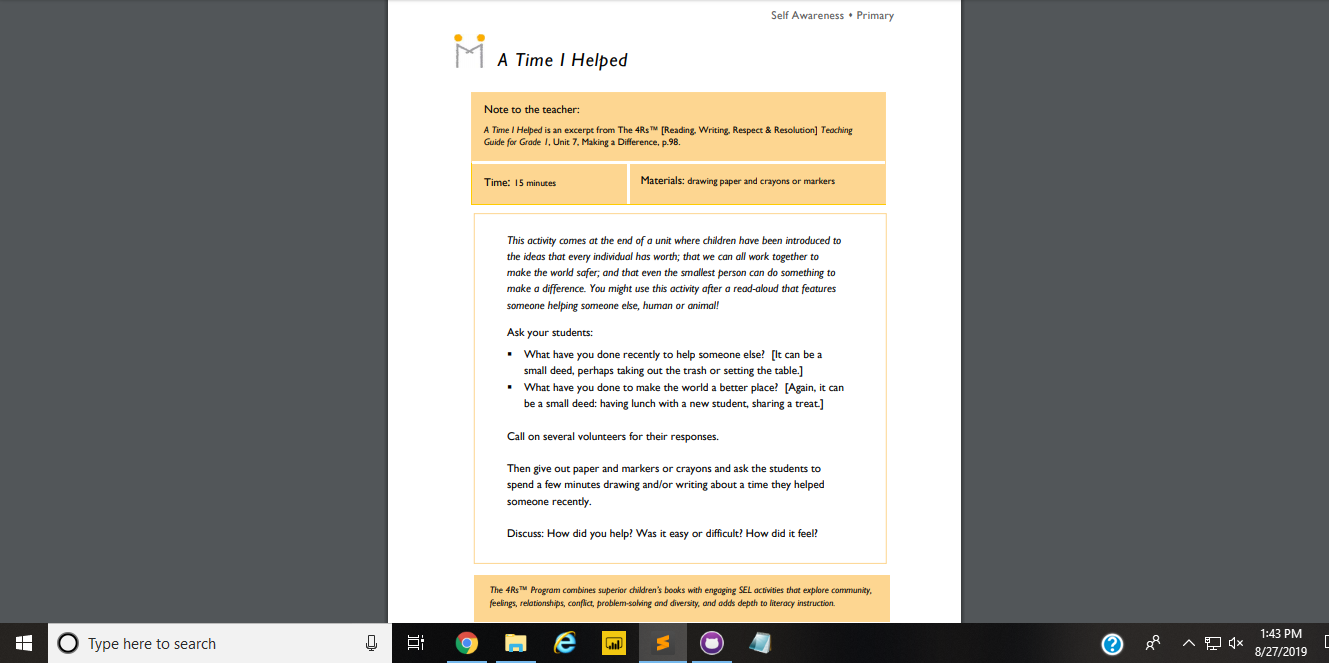 Self Awareness • Primary
A Time I Helped
Note to the teacher:
A Time I Helped is an excerpt from The 4Rs™ [Reading, Writing, Respect & Resolution] Teaching
Guide for Grade 1, Unit 7, Making a Difference, p.98.
Time: 15 minutes
Materials: drawing paper and crayons or markers
This activity comes at the end of a unit where children have been introduced to
the ideas that every individual has worth; that we can all work together to
make the world safer; and that even the smallest person can do something to
make a difference. You might use this activity after a read-aloud that features
someone helping someone else, human or animal!
Ask your students:
▪ What have you done recently to help someone else? [It can be a
small deed, perhaps taking out the trash or setting the table.]
▪ What have you done to make the world a better place? [Again, it can
be a small deed: having lunch with a new student, sharing a treat.]
Call on several volunteers for their responses.
Then give out paper and markers or crayons and ask the students to
spend a few minutes drawing and/or writing about a time they helped
someone recently.
Discuss: How did you help? Was it easy or difficult? How did it feel?
The 4Rs™ Program combines superior children's books with engaging SEL activities that explore community,
feelings, relationships, conflict, problem-solving and diversity, and adds depth to literacy instruction.
Type here to search
1:43 PM
8/27/2019